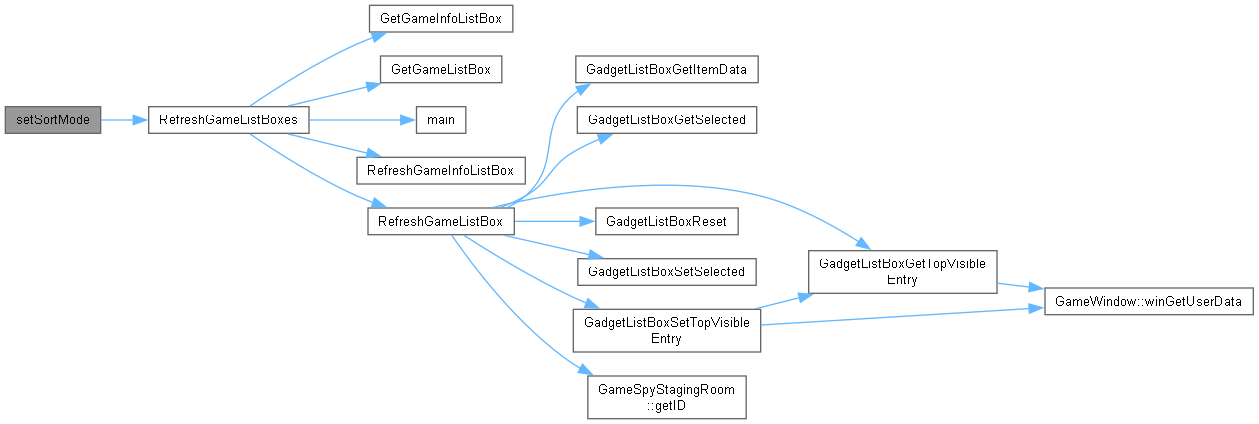 GetGameInfoListBox
GetGameListBox
GadgetListBoxGetItemData
setSortMode
RefreshGameListBoxes
main
GadgetListBoxGetSelected
RefreshGameInfoListBox
RefreshGameListBox
GadgetListBoxReset
GadgetListBoxSetSelected
GadgetListBoxGetTopVisible
Entry
GameWindow::winGetUserData
GadgetListBoxSetTopVisible
Entry
GameSpyStagingRoom
::getID